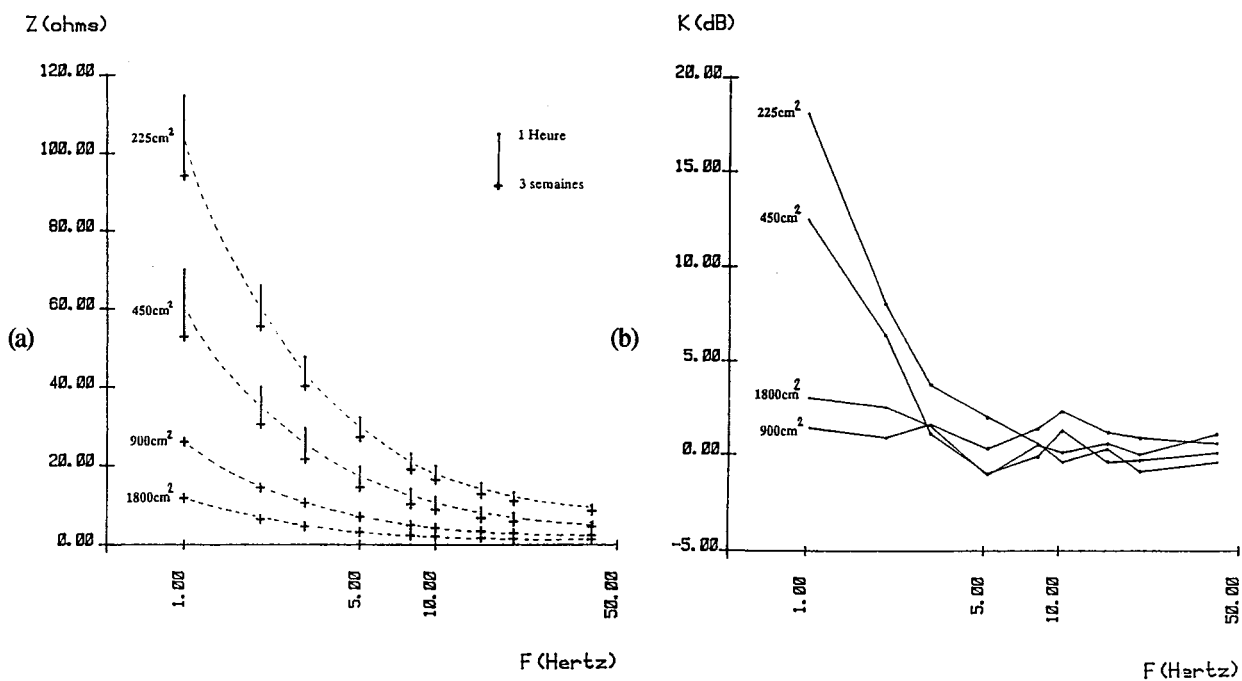 Z (ohms)
120.00
100.00
80.00
60.00
40.00
20.00
0.00
225cm²
450cm²
900cm²
1800cm²
1 Heure
3 semaines
(a)
1.00
5.00
10.00
50.00
F (Hertz)
K (dB)
20.00
15.00
10.00
5.00
0.00
-5.00
225cm²
450cm²
1800cm²
900cm²
(b)
1.00
5.00
10.00
50.00
F (Hertz)